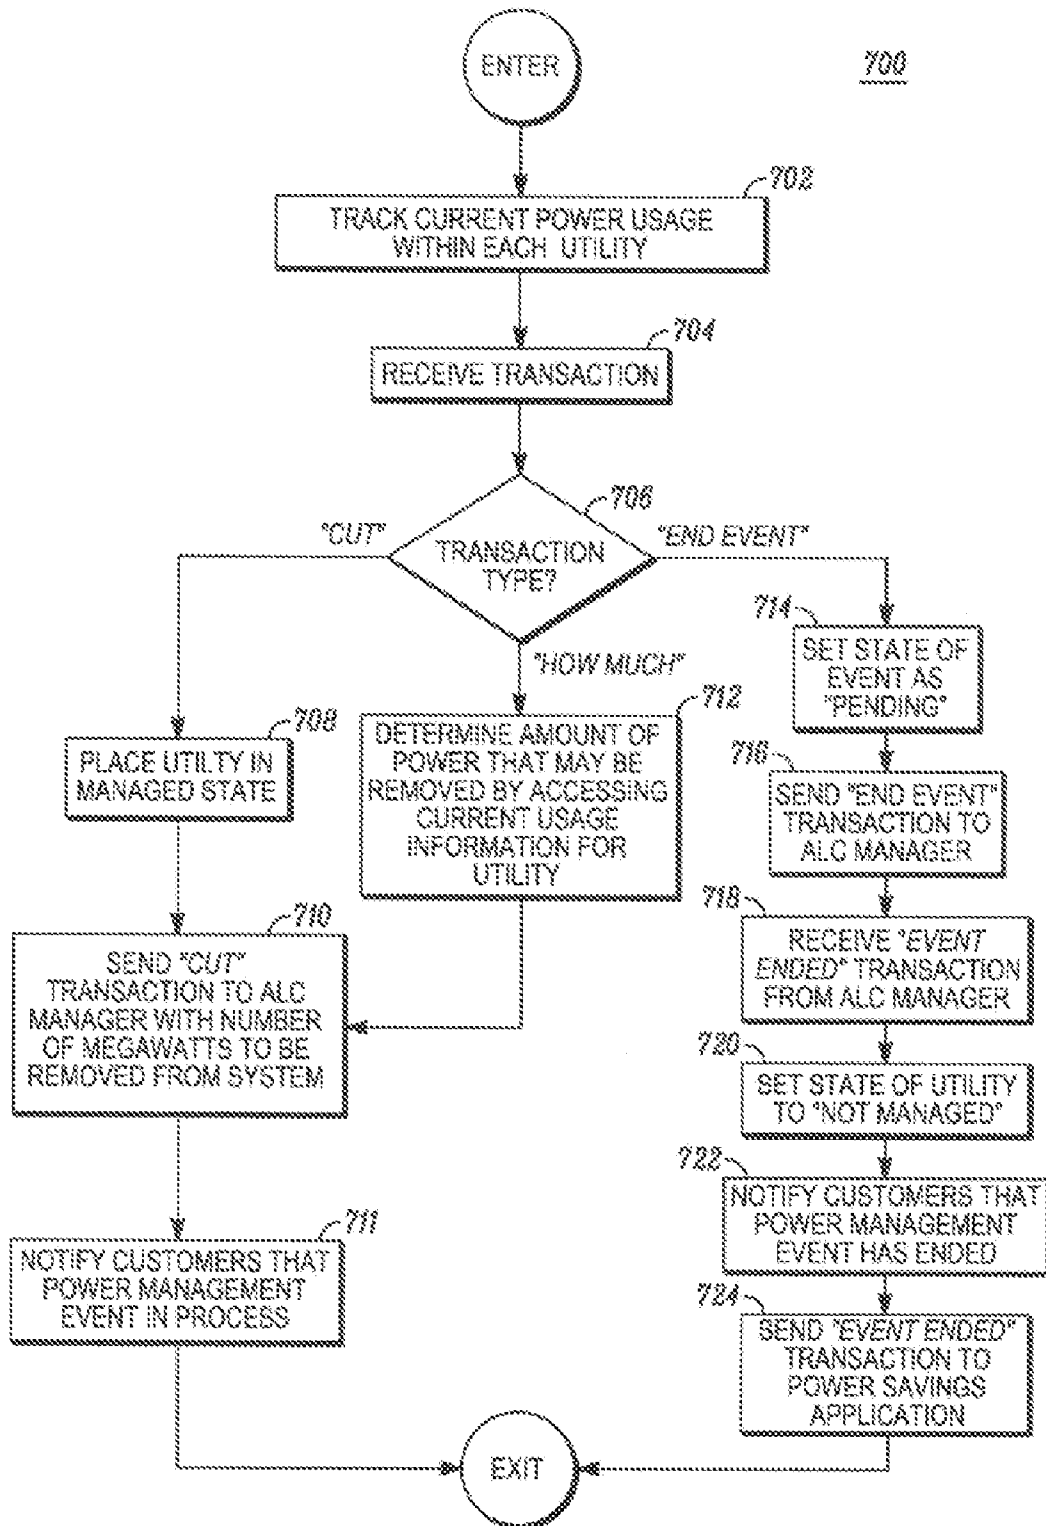 ENTER
700
702
TRACK CURRENT POWER USAGE
WITHIN EACH UTILITY
704
RECEIVE TRANSACTION
706
"CUT"
TRANSACTION
TYPE?
"END EVENT"
"HOW MUCH"
708
PLACE UTILTY IN
MANAGED STATE
712
DETERMINE AMOUNT OF
POWER THAT MAY BE
REMOVED BY ACCESSING
CURRENT USAGE
INFORMATION FOR
UTILITY
710
SEND "CUT"
TRANSACTION TO ALC
MANAGER WITH NUMBER
OF MEGAWATTS TO BE
REMOVED FROM SYSTEM
711
NOTIFY CUSTOMERS THAT
POWER MANAGEMENT
EVENT IN PROCESS
714
SET STATE OF
EVENT AS
"PENDING"
716
SEND "END EVENT"
TRANSACTION TO
ALC MANAGER
718
RECEIVE "EVENT
ENDED" TRANSACTION
FROM ALC MANAGER
720
SET STATE OF UTILITY
TO "NOT MANAGED"
722
NOTIFY CUSTOMERS THAT
POWER MANAGEMENT
EVENT HAS ENDED
724
SEND "EVENT ENDED"
TRANSACTION TO
POWER SAVINGS
APPLICATION
EXIT